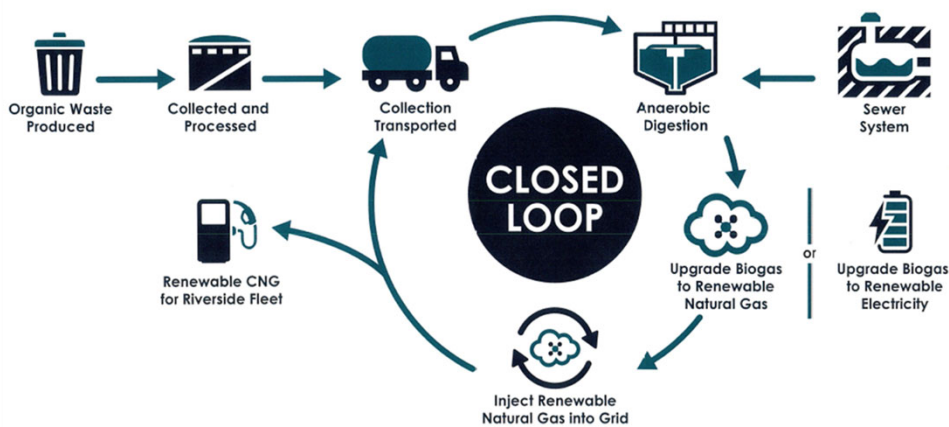 Organic Waste
Produced
Collected and
Processed
Collection
Transported
Anaerobic
Digestion
Sewer
System
CLOSED
LOOP
Renewable CNG
for Riverside Fleet
Upgrade Biogas
to Renewable
Natural Gas
or
Upgrade Biogas
to Renewable
Electricity
Inject Renewable
Natural Gas into Grid